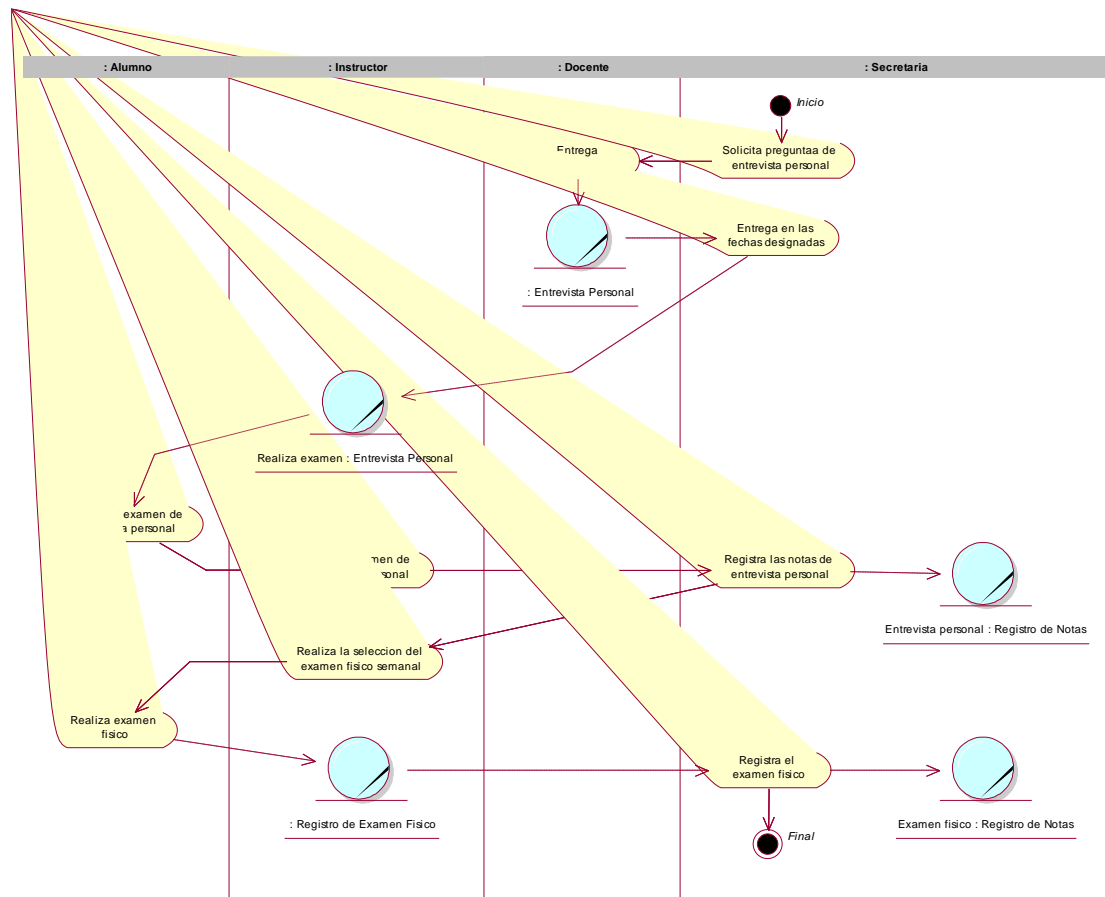 : Alumno
: Instructor
: Docente
: Secretaria
Inicio
Solicita preguntaa de
entrevista personal
Entrega
Entrega en las
fechas designadas
: Entrevista Personal
Realiza examen : Entrevista Personal
examen de
personal
de
Registra las notas de
entrevista personal
Entrevista personal : Registro de Notas
Realiza la seleccion del
examen fisico semanal
Realiza examen
fisico
: Registro de Examen Fisico
Registra el
examen fisico
Examen fisico : Registro de Notas
Final